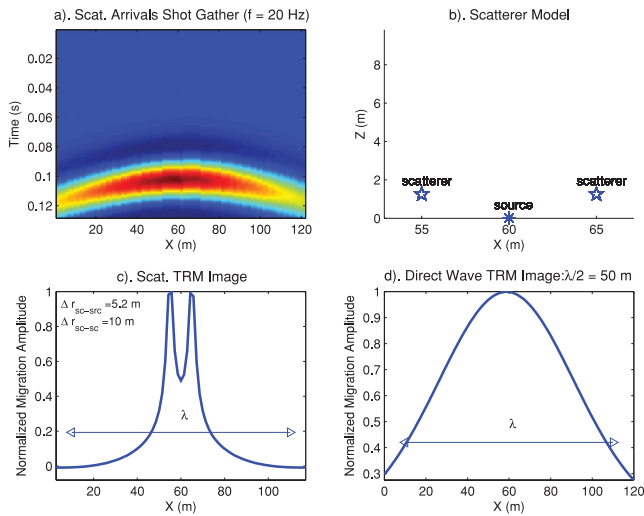 a). Scat. Arrivals Shot Gather (f = 20 Hz)
0.02
0.04
0.06
0.08
0.1
0.12
Time (s)
20 40 60 80 100 120
X (m)
b). Scatterer Model
8
6
4
2
0
Z (m)
scatterer
scatterer
source
55 60 65
X (m)
c). Scat. TRM Image
1
0.8
0.6
0.4
0.2
0
Normalized Migration Amplitude
Δ r sc−src =5.2 m
Δ r sc−sc =10 m
λ
20 40 60 80 100
X (m)
d). Direct Wave TRM Image:λ/2 = 50 m
1
0.9
0.8
0.7
0.6
0.5
0.4
0.3
Normalized Migration Amplitude
λ
0 20 40 60 80 100 120
X (m)